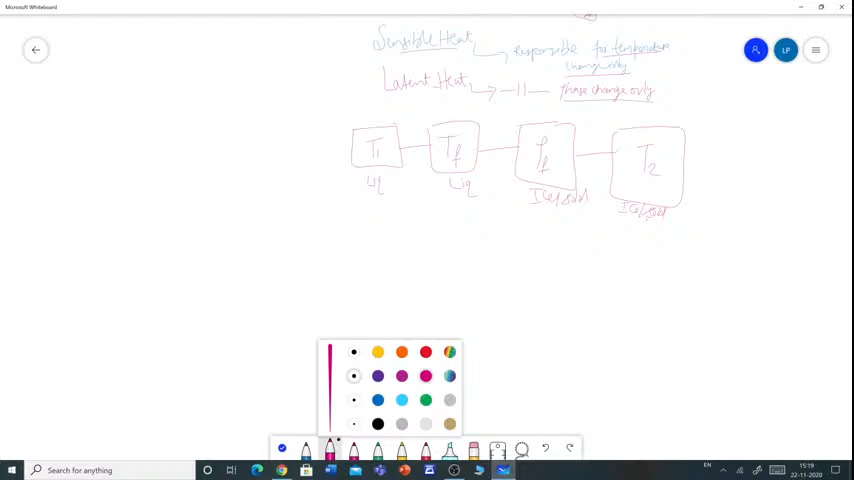 Microsoft Whiteboard
Sensible Heat
responsible for temperature
change only
LP
Latent Heat
phase change only
T1
Tf
Tf
T2
Liq
Liq
Ice/solid
Ice/solid
Search for anything
EN
15:19
22-11-2020